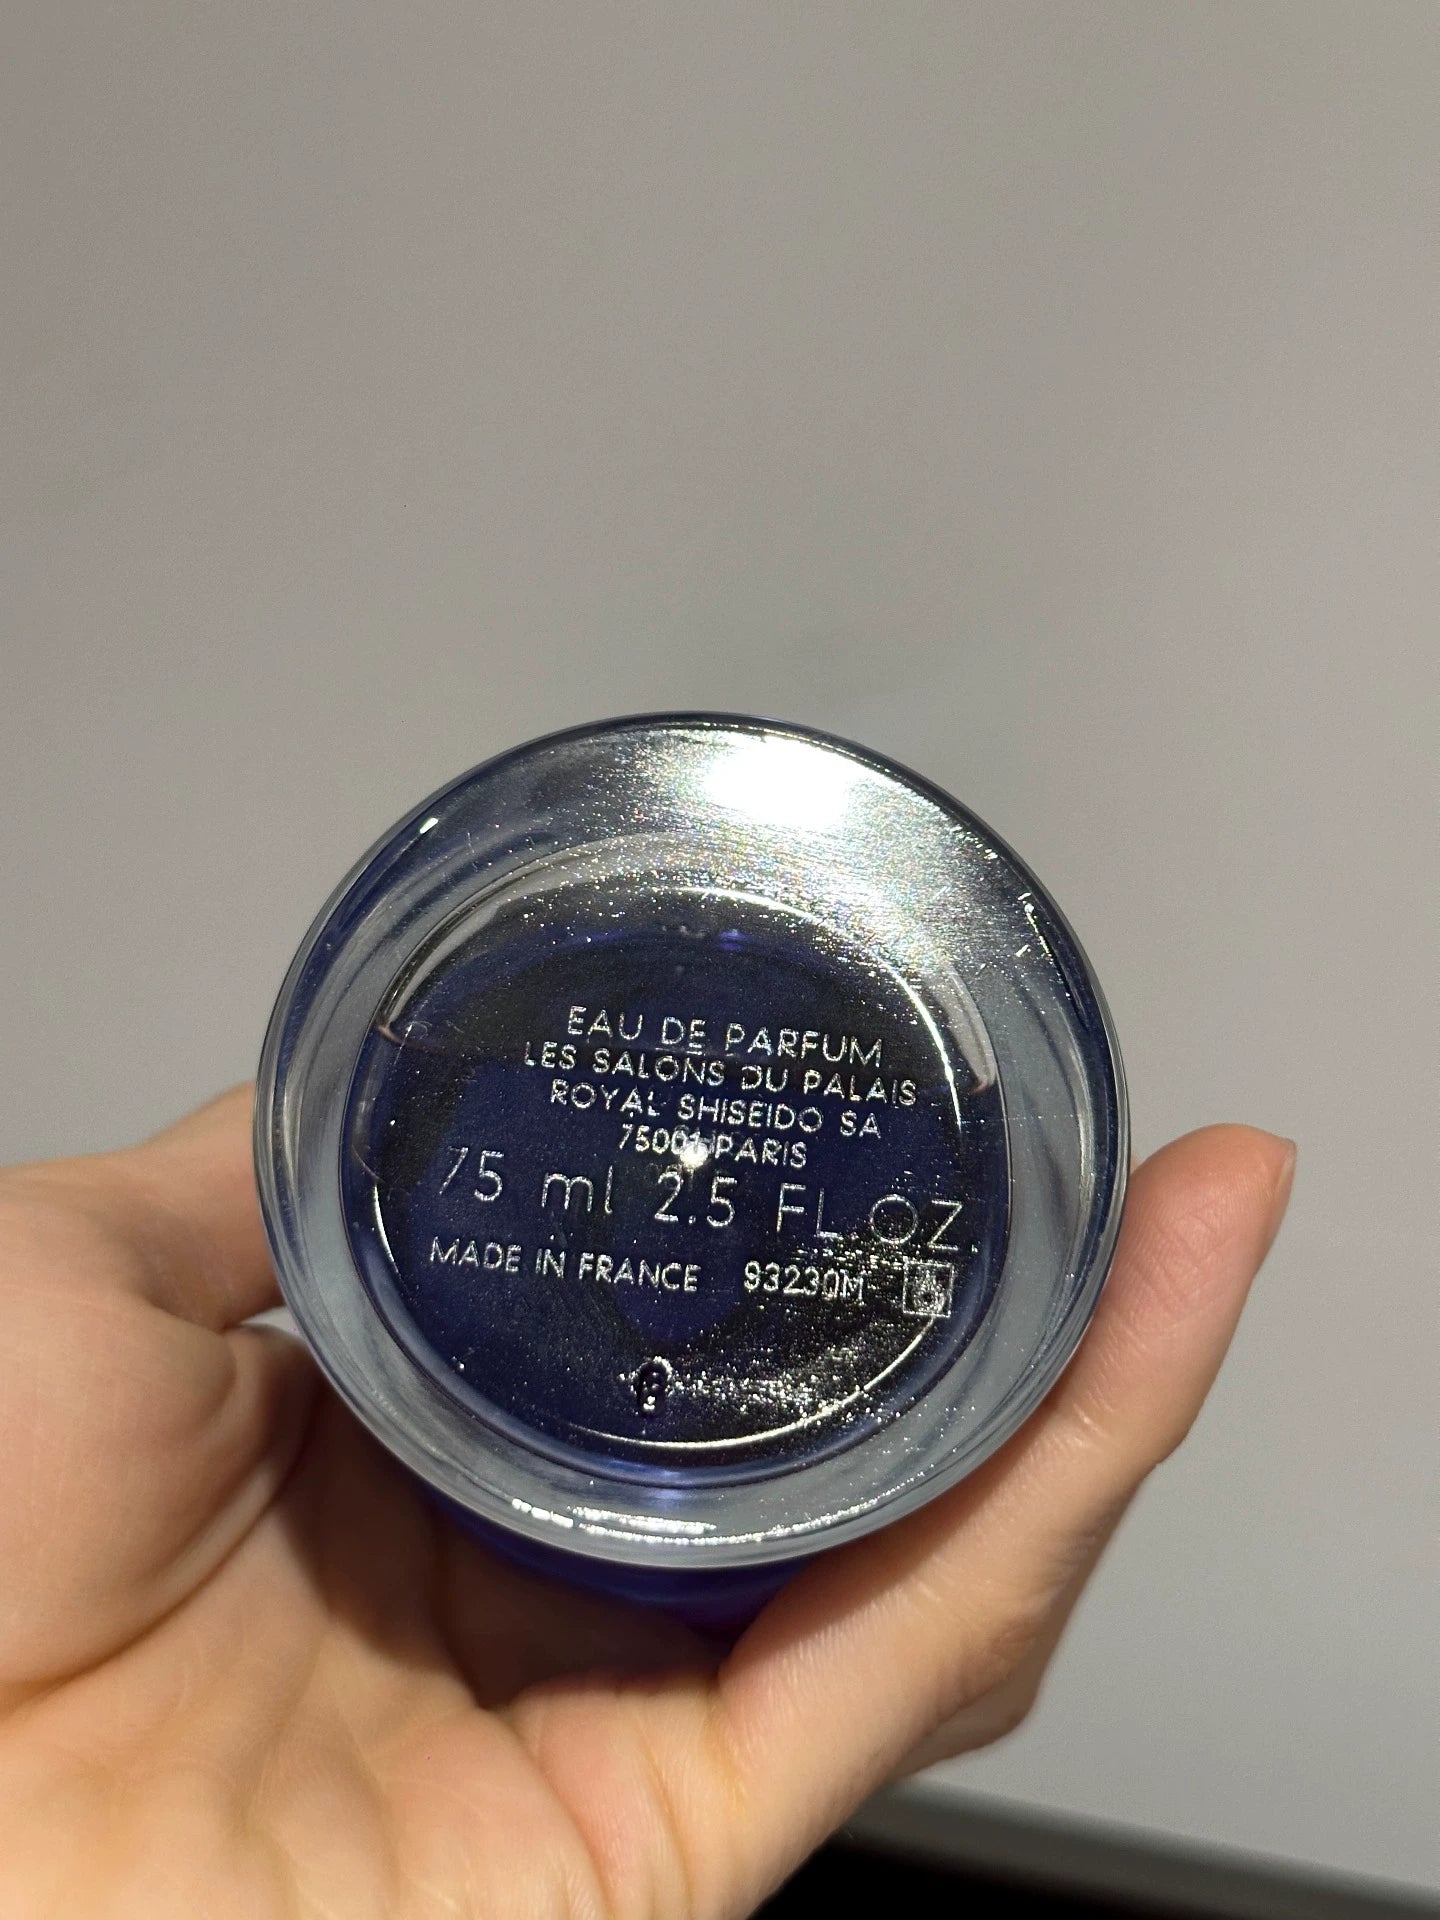 EAU DE PARFUM
LES SALONS DU PALAIS
ROYAL SHISEIDO SA
75001 PARIS
75 ml 2.5 FL.OZ.
MADE IN FRANCE 93230M